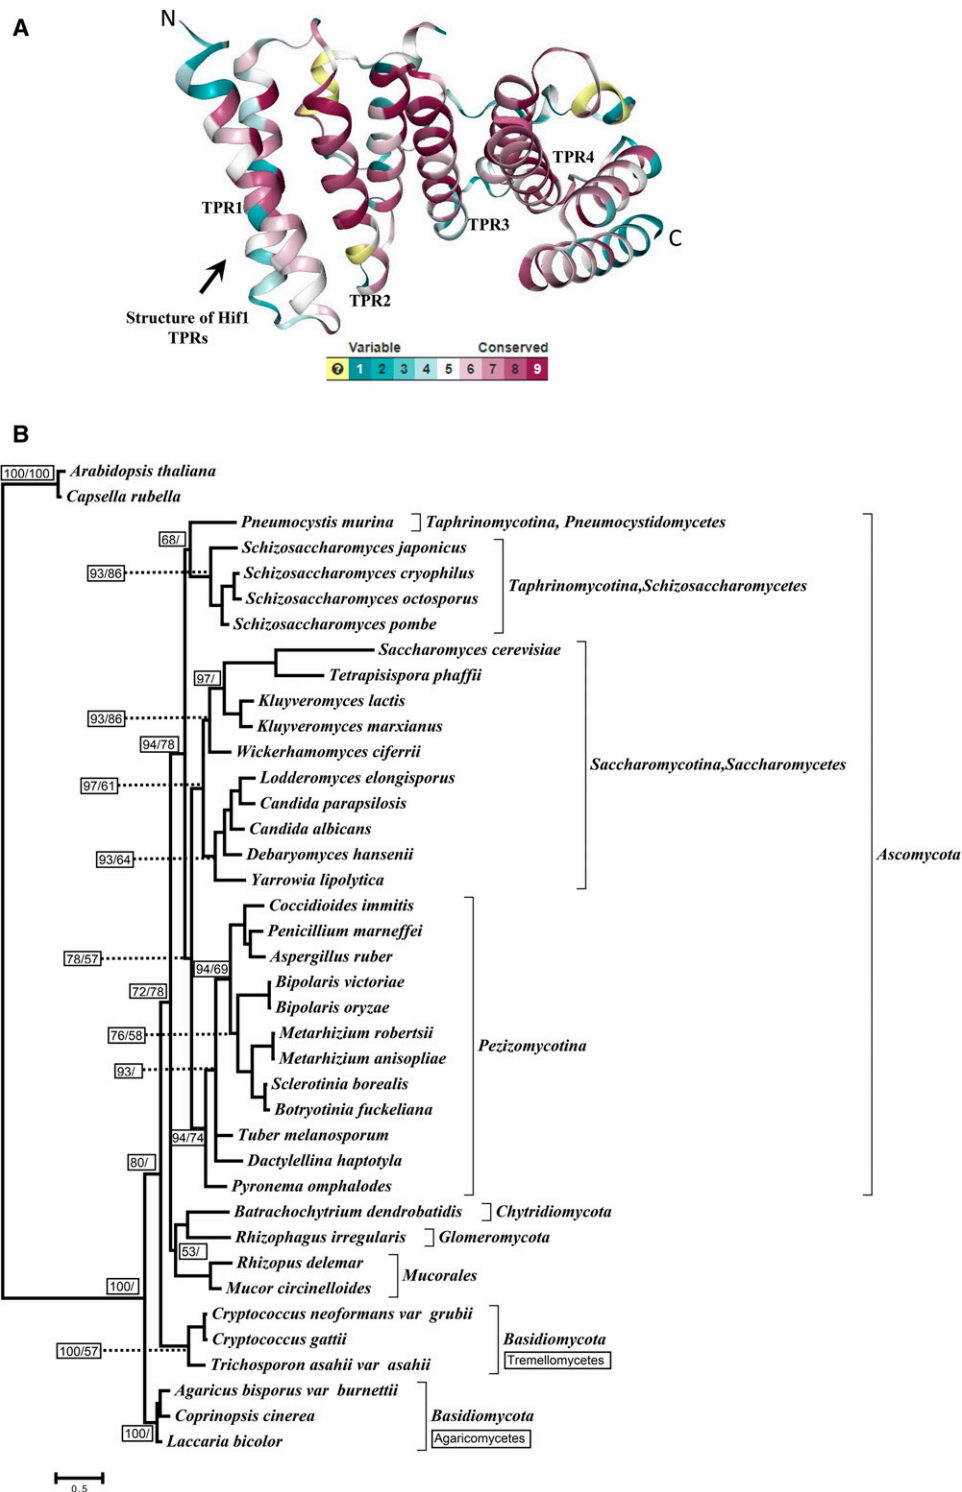 A
N
TPR1
TPR2
TPR3
TPR4
C
Structure of Hif1
TPRs
Variable Conserved
? 1 2 3 4 5 6 7 8 9
B
100/100
Arabidopsis thaliana
Capsella rubella
Pneumocystis murina
Taphrinomycotina, Pneumocystidomycetes
68/
Schizosaccharomyces japonicus
93/86
Schizosaccharomyces cryophilus
Taphrinomycotina,Schizosaccharomycetes
Schizosaccharomyces octosporus
Schizosaccharomyces pombe
Saccharomyces cerevisiae
97/
Tetrapisispora phaffii
Kluyveromyces lactis
93/86
Kluyveromyces marxianus
94/78
Wickerhamomyces ciferrii
Saccharomycotina,Saccharomycetes
97/61
Lodderomyces elongisporus
Candida parapsilosis
Candida albicans
93/64
Debaryomyces hansenii
Ascomycota
Yarrowia lipolytica
Coccidioides immitis
Penicillium marneffei
78/57
Aspergillus ruber
94/69
Bipolaris victoriae
72/78
Bipolaris oryzae
76/58
Metarhizium robertsii
Pezizomycotina
Metarhizium anisopliae
93/
Sclerotinia borealis
Botryotinia fuckeliana
94/74
Tuber melanosporum
80/
Dactylellina haptotyla
Pyronema omphalodes
Batrachochytrium dendrobatidis
Chytridiomycota
Rhizophagus irregularis
Glomeromycota
53/
Rhizopus delemar
Mucorales
100/
Mucor circinelloides
Cryptococcus neoformans var grubii
Cryptococcus gattii
Basidiomycota
100/57
Trichosporon asahii var asahii
Tremellomycetes
Agaricus bisporus var burnettii
Coprinopsis cinerea
Basidiomycota
100/
Laccaria bicolor
Agaricomycetes
0.5